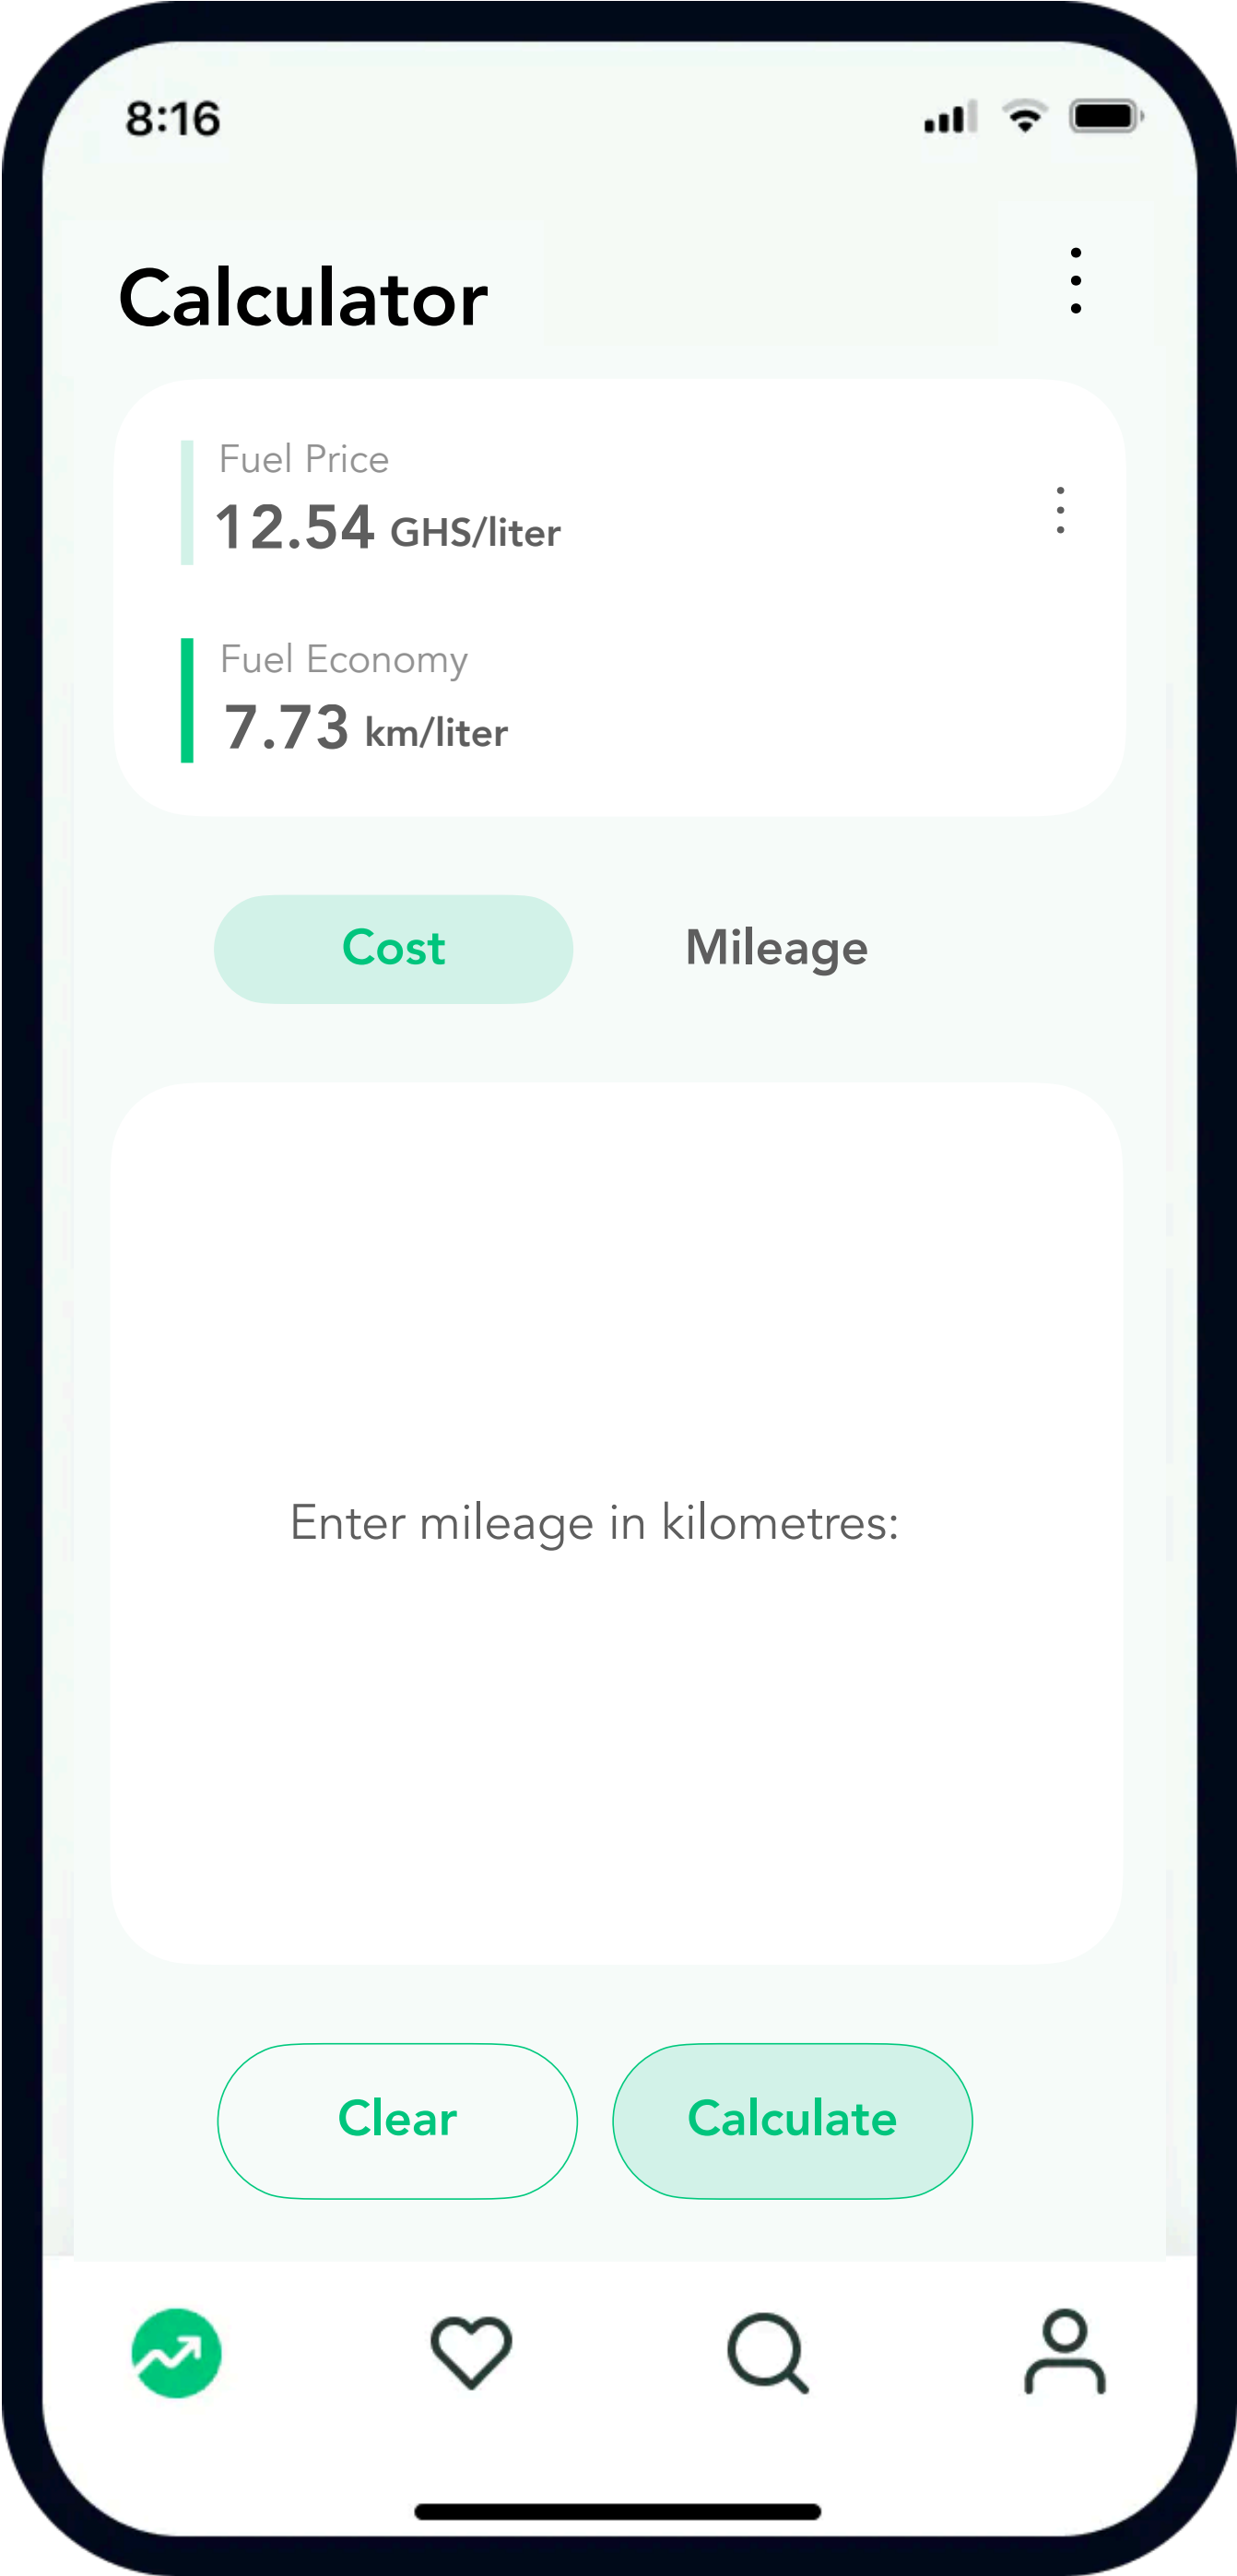 8:16
Calculator
Fuel Price
12.54 GHS/liter
Fuel Economy
7.73 km/liter
Cost Mileage
Enter mileage in kilometres:
Clear Calculate